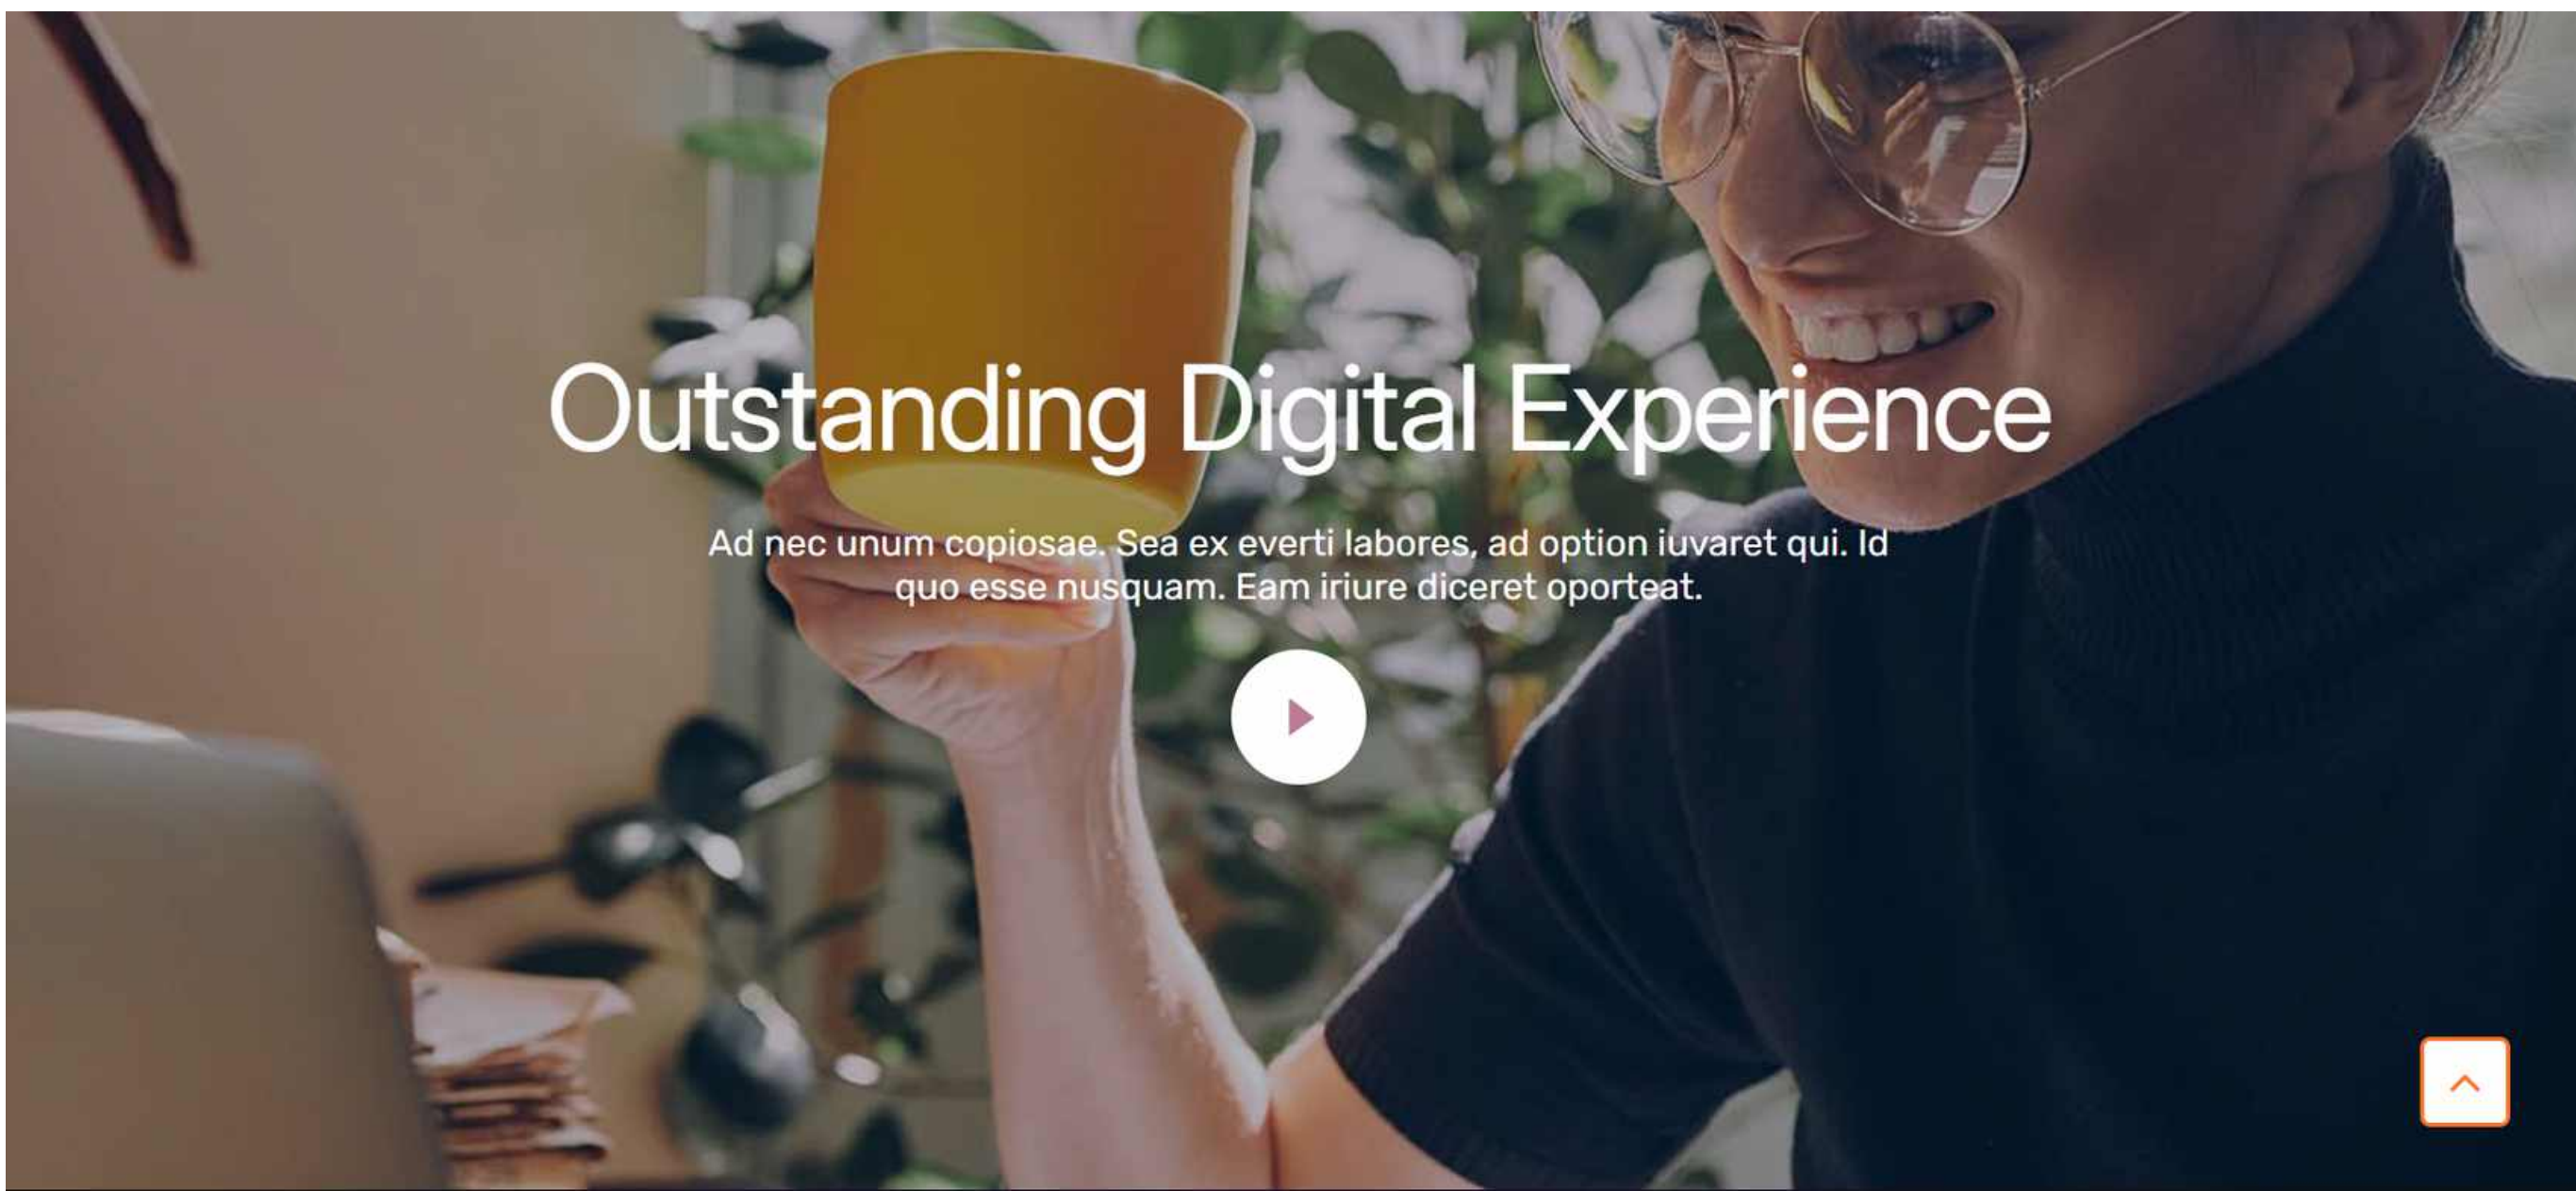 Outstanding Digital Experience
Ad nec unum copiosae. Sea ex everti labores, ad option iuvaret qui. Id
quo esse nusquam. Eam iriure diceret oporteat.